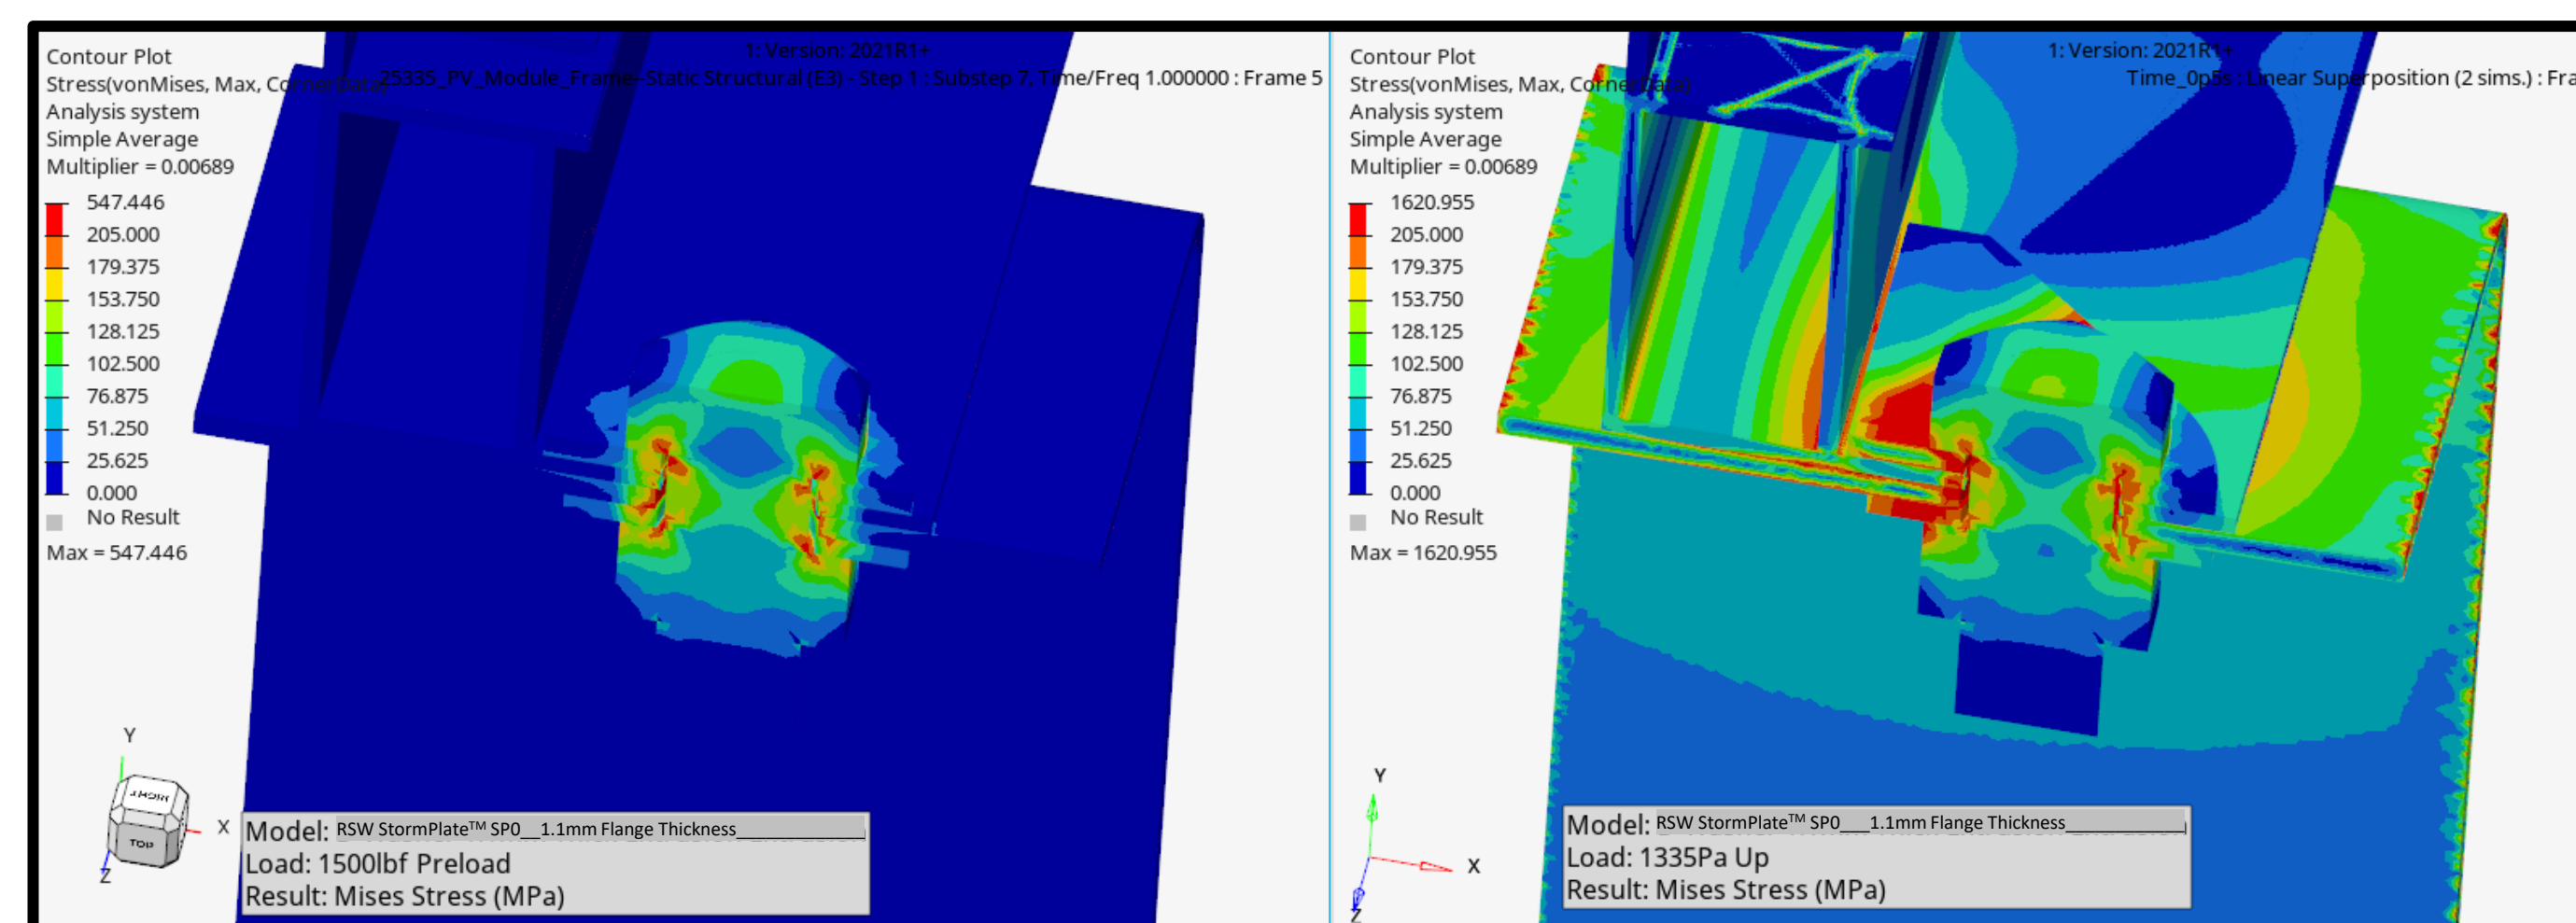 Contour Plot
Stress(vonMises, Max, CornerData)
Analysis system
Simple Average
Multiplier = 0.00689
1: Version: 2021R1+
25335_PV_Module_Frame--Static Structural (E3) - Step 1 : Substep 7, Time/Freq 1.000000 : Frame 5
547.446
205.000
179.375
153.750
128.125
102.500
76.875
51.250
25.625
0.000
No Result
Max = 547.446
Y
RIGHT
TOP
X
Z
Model: RSW StormPlate™ SP0__1.1mm Flange Thickness______________
Load: 1500lbf Preload
Result: Mises Stress (MPa)
Contour Plot
Stress(vonMises, Max, CornerData)
Analysis system
Simple Average
Multiplier = 0.00689
1: Version: 2021R1+
Time_0p5s : Linear Superposition (2 sims.) : Fra
1620.955
205.000
179.375
153.750
128.125
102.500
76.875
51.250
25.625
0.000
No Result
Max = 1620.955
Y
X
Z
Model: RSW StormPlate™ SP0___1.1mm Flange Thickness_____________
Load: 1335Pa Up
Result: Mises Stress (MPa)